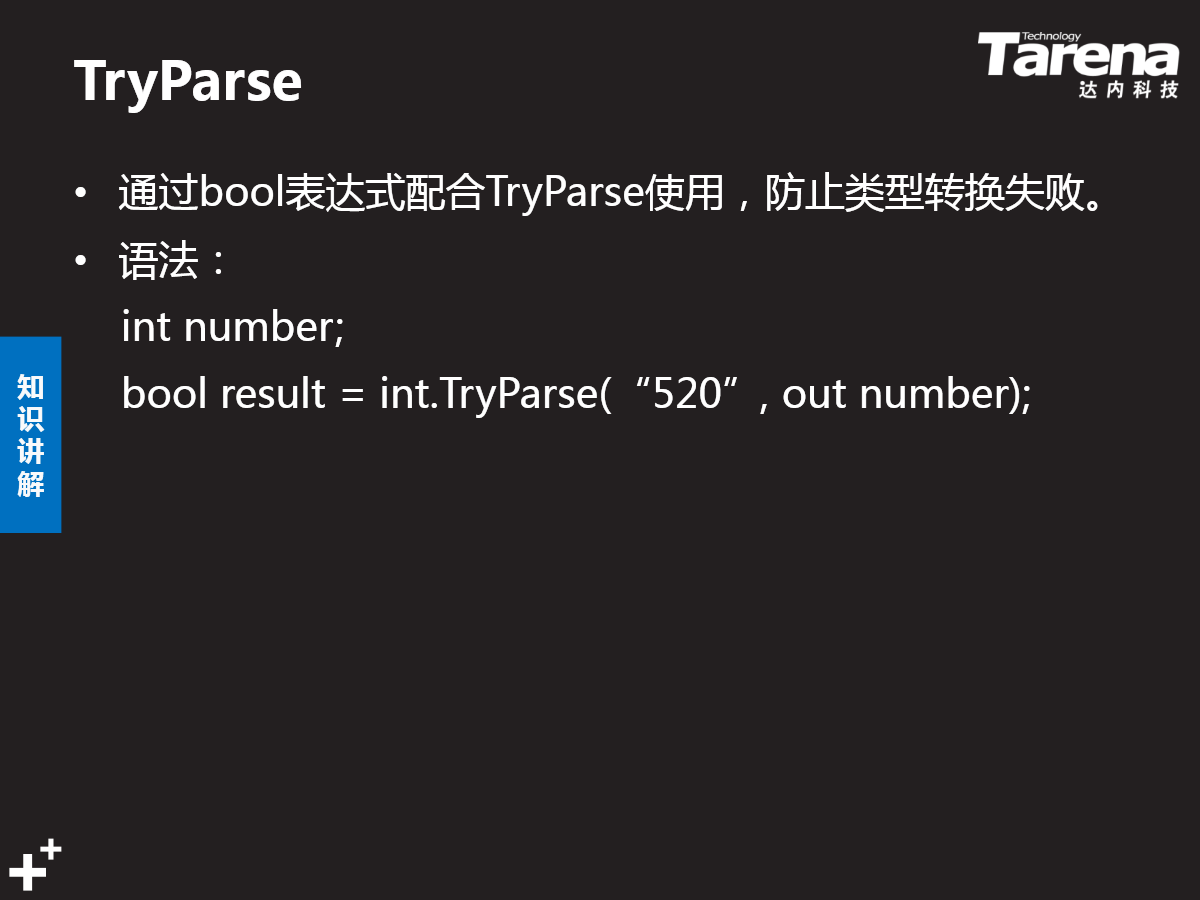 Technology
Tarena
达内科技
TryParse
• 通过bool表达式配合TryParse使用，防止类型转换失败。
• 语法：
int number;
bool result = int.TryParse(“520”, out number);
知
识
讲
解